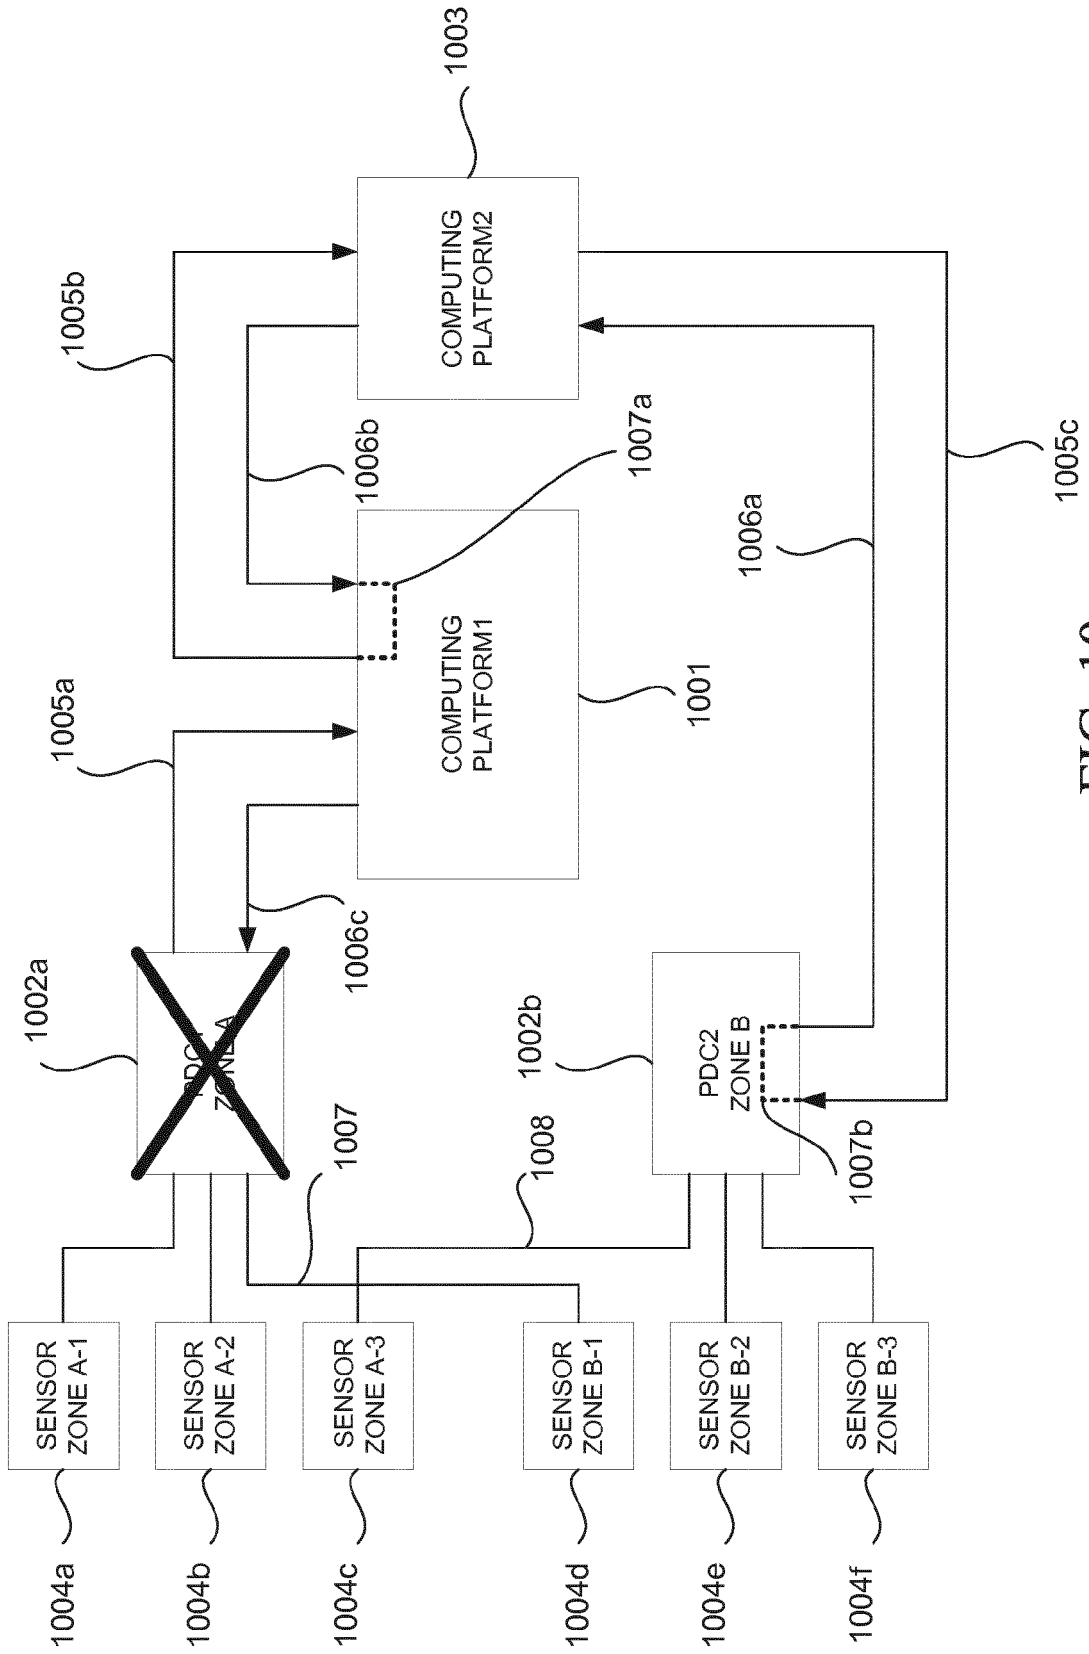 1004a
1004b
1004c
1004d
1004e
1004f
SENSOR
ZONE A-1
SENSOR
ZONE A-2
SENSOR
ZONE A-3
SENSOR
ZONE B-1
SENSOR
ZONE B-2
SENSOR
ZONE B-3
1007
1008
1002a
ZONE A
1002b
PDC2
ZONE B
1007b
1006c
1005a
COMPUTING
PLATFORM1
1001
1005b
1006b
1007a
1006a
1005c
COMPUTING
PLATFORM2
1003